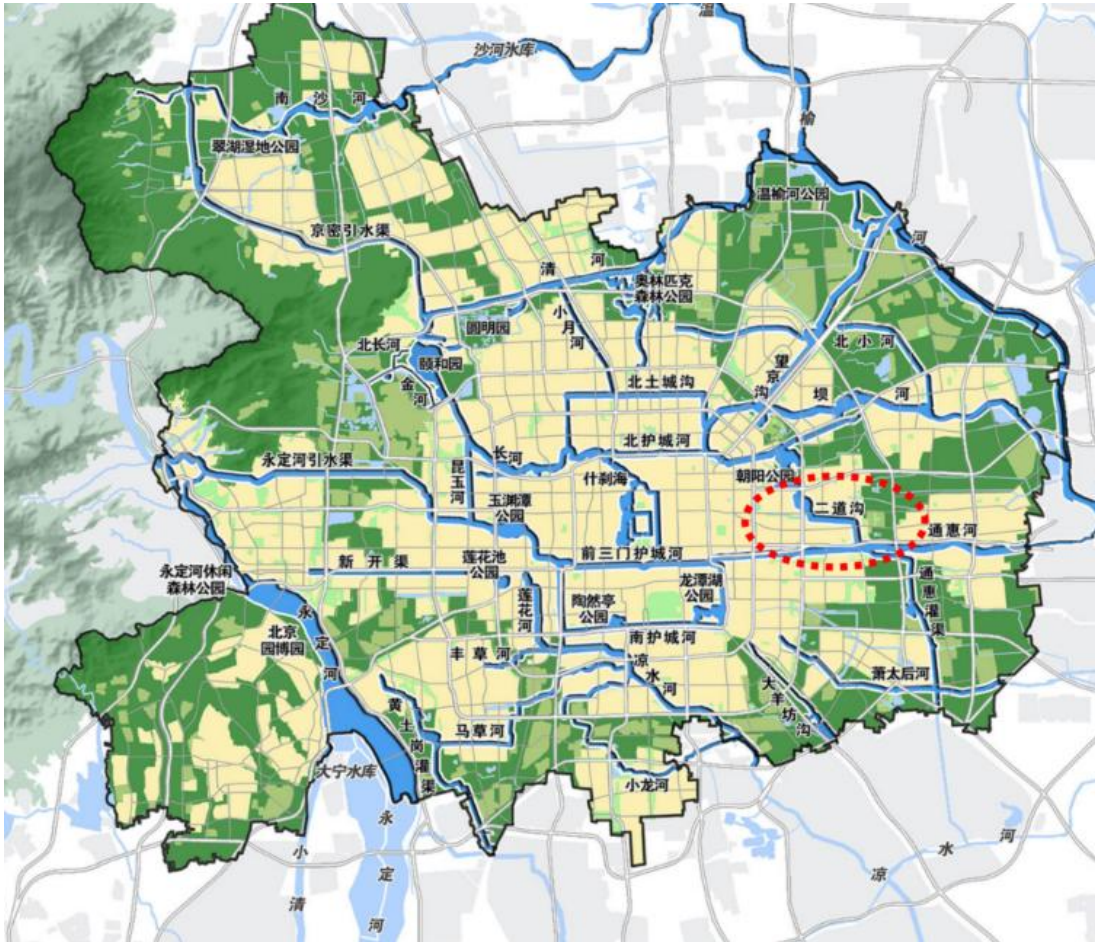 温
沙河水库
榆
河
南沙河
翠湖湿地公园
温榆河公园
京密引水渠
清河
奥林匹克
森林公园
圆明园
小月河
北长河
颐和园
金河
望京沟
北小河
坝河
北土城沟
北护城河
长河
永定河引水渠
昆玉河
什刹海
朝阳公园
玉渊潭
公园
二道沟
通惠河
前三门护城河
新开渠
莲花池
公园
龙潭湖
公园
通惠灌渠
永定河休闲
森林公园
莲花河
陶然亭
公园
永定河
北京
园博园
南护城河
丰草河
凉水河
大羊坊沟
萧太后河
黄土岗灌渠
马草河
小龙河
大宁水库
小清
永定河
凉水河